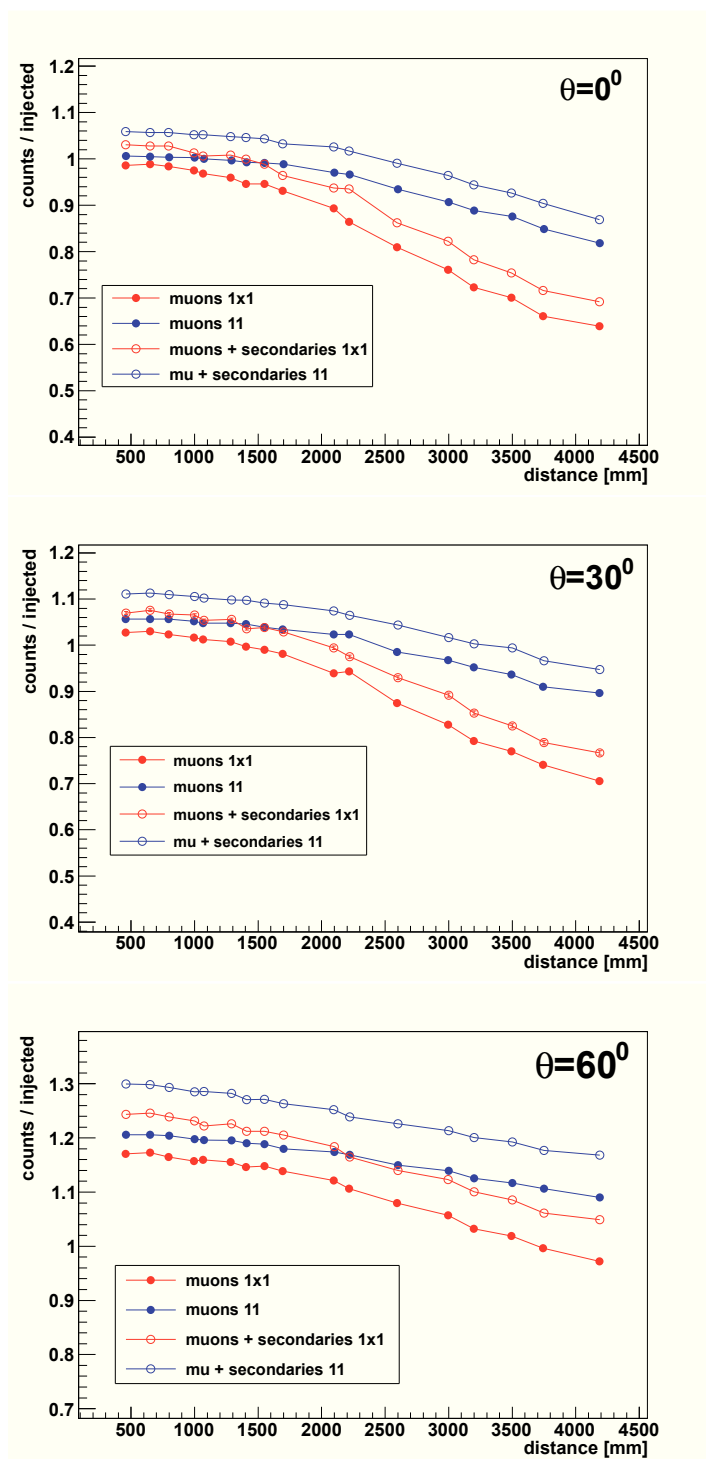 θ=0⁰
counts / injected
1.2
1.1
1
0.9
0.8
0.7
0.6
0.5
0.4
muons 1x1
muons 11
muons + secondaries 1x1
mu + secondaries 11
500 1000 1500 2000 2500 3000 3500 4000 4500
distance [mm]
θ=30⁰
counts / injected
1.2
1.1
1
0.9
0.8
0.7
0.6
0.5
0.4
muons 1x1
muons 11
muons + secondaries 1x1
mu + secondaries 11
500 1000 1500 2000 2500 3000 3500 4000 4500
distance [mm]
θ=60⁰
counts / injected
1.3
1.2
1.1
1
0.9
0.8
0.7
muons 1x1
muons 11
muons + secondaries 1x1
mu + secondaries 11
500 1000 1500 2000 2500 3000 3500 4000 4500
distance [mm]